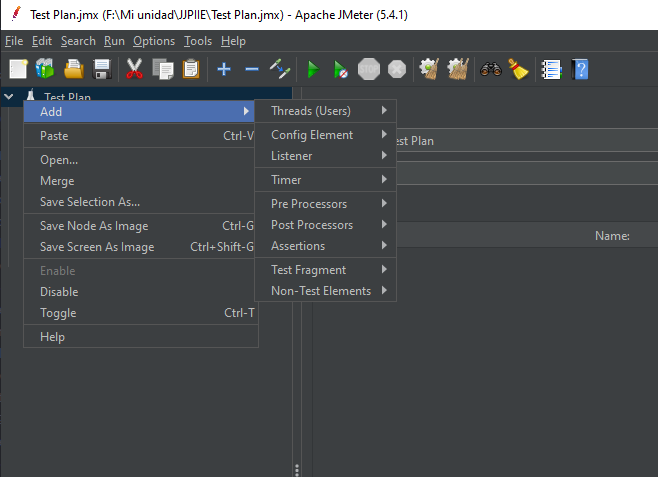 Test Plan.jmx (F:\Mi unidad\JJPIIE\Test Plan.jmx) - Apache JMeter (5.4.1)
File Edit Search Run Options Tools Help
STOP
Test Plan
Add
Paste Ctrl-V
Open...
Merge
Save Selection As...
Save Node As Image Ctrl-G
Save Screen As Image Ctrl+Shift-G
Enable
Disable
Toggle Ctrl-T
Help
Threads (Users)
Config Element
Listener
Timer
Pre Processors
Post Processors
Assertions
Test Fragment
Non-Test Elements
est Plan
Name: